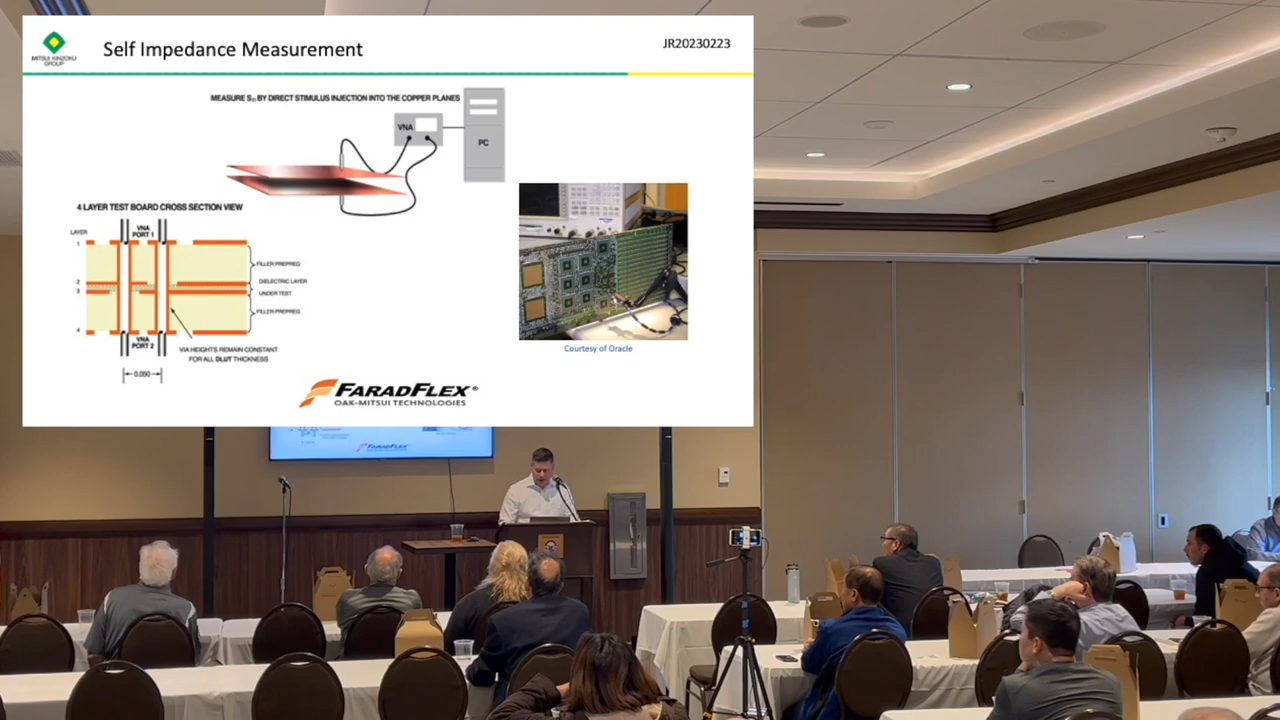 MITSUI KINZOKU
GROUP
Self Impedance Measurement
JR20230223
MEASURE S21 BY DIRECT STIMULUS INJECTION INTO THE COPPER PLANES
VNA
PC
4 LAYER TEST BOARD CROSS SECTION VIEW
LAYER
VNA
PORT 1
1
FILLER PREPREG
2
DIELECTRIC LAYER
3
UNDER TEST
FILLER PREPREG
4
VNA
PORT 2
VIA HEIGHTS REMAIN CONSTANT
FOR ALL DLUT THICKNESS
0.050
Courtesy of Oracle
FARADFLEX®
OAK-MITSUI TECHNOLOGIES
FARADFLEX